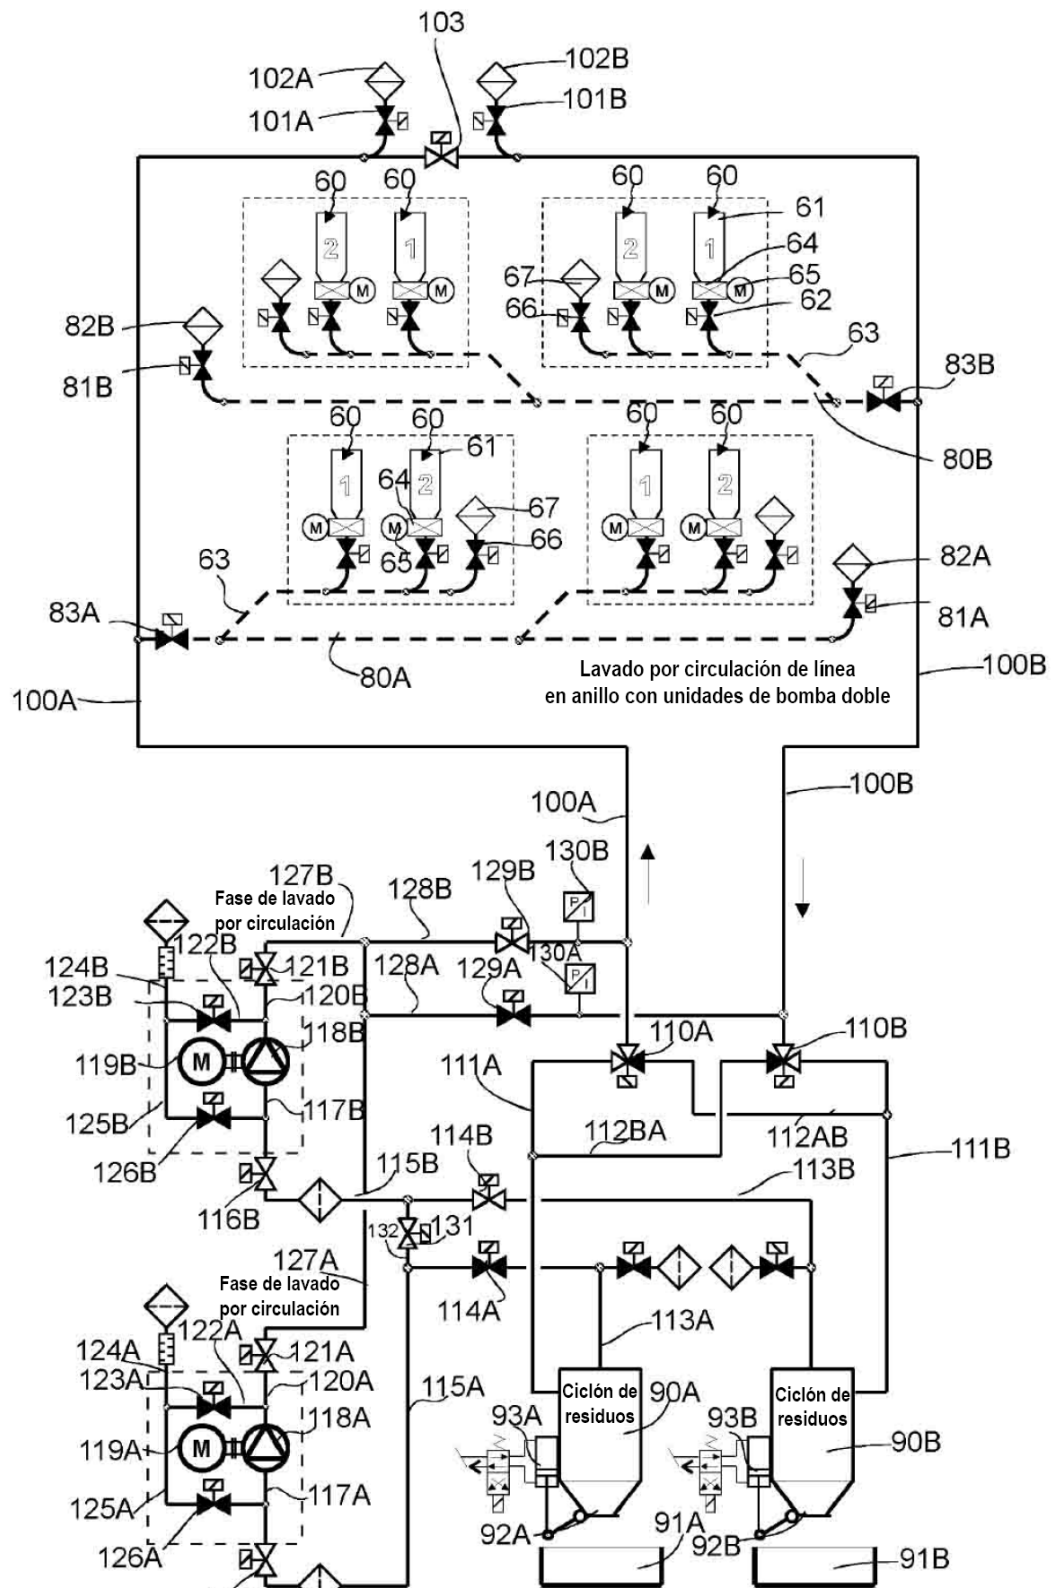 103
102A
102B
101A
101B
60
60
60
60
61
2
1
2
1
64
67
65
M
M
M
M
66
62
82B
63
81B
83B
60
60
60
60
61
80B
1
2
1
2
64
67
M
M
M
M
66
65
82A
63
83A
81A
80A
Lavado por circulación de línea
en anillo con unidades de bomba doble
100B
100A
100B
100A
130B
127B
129B
Fase de lavado
por circulación
128B
P
I
122B
130A
124B
121B
128A
129A
P
I
123B
120B
110A
110B
118B
119B
M
111A
125B
117B
112BA
112AB
114B
126B
115B
113B
111B
116B
132
131
127A
Fase de lavado
por circulación
114A
122A
113A
124A
121A
123A
120A
115A
Ciclón de
residuos
90A
Ciclón de
residuos
93A
93B
118A
119A
M
90B
125A
117A
92A
91A
92B
126A
91B